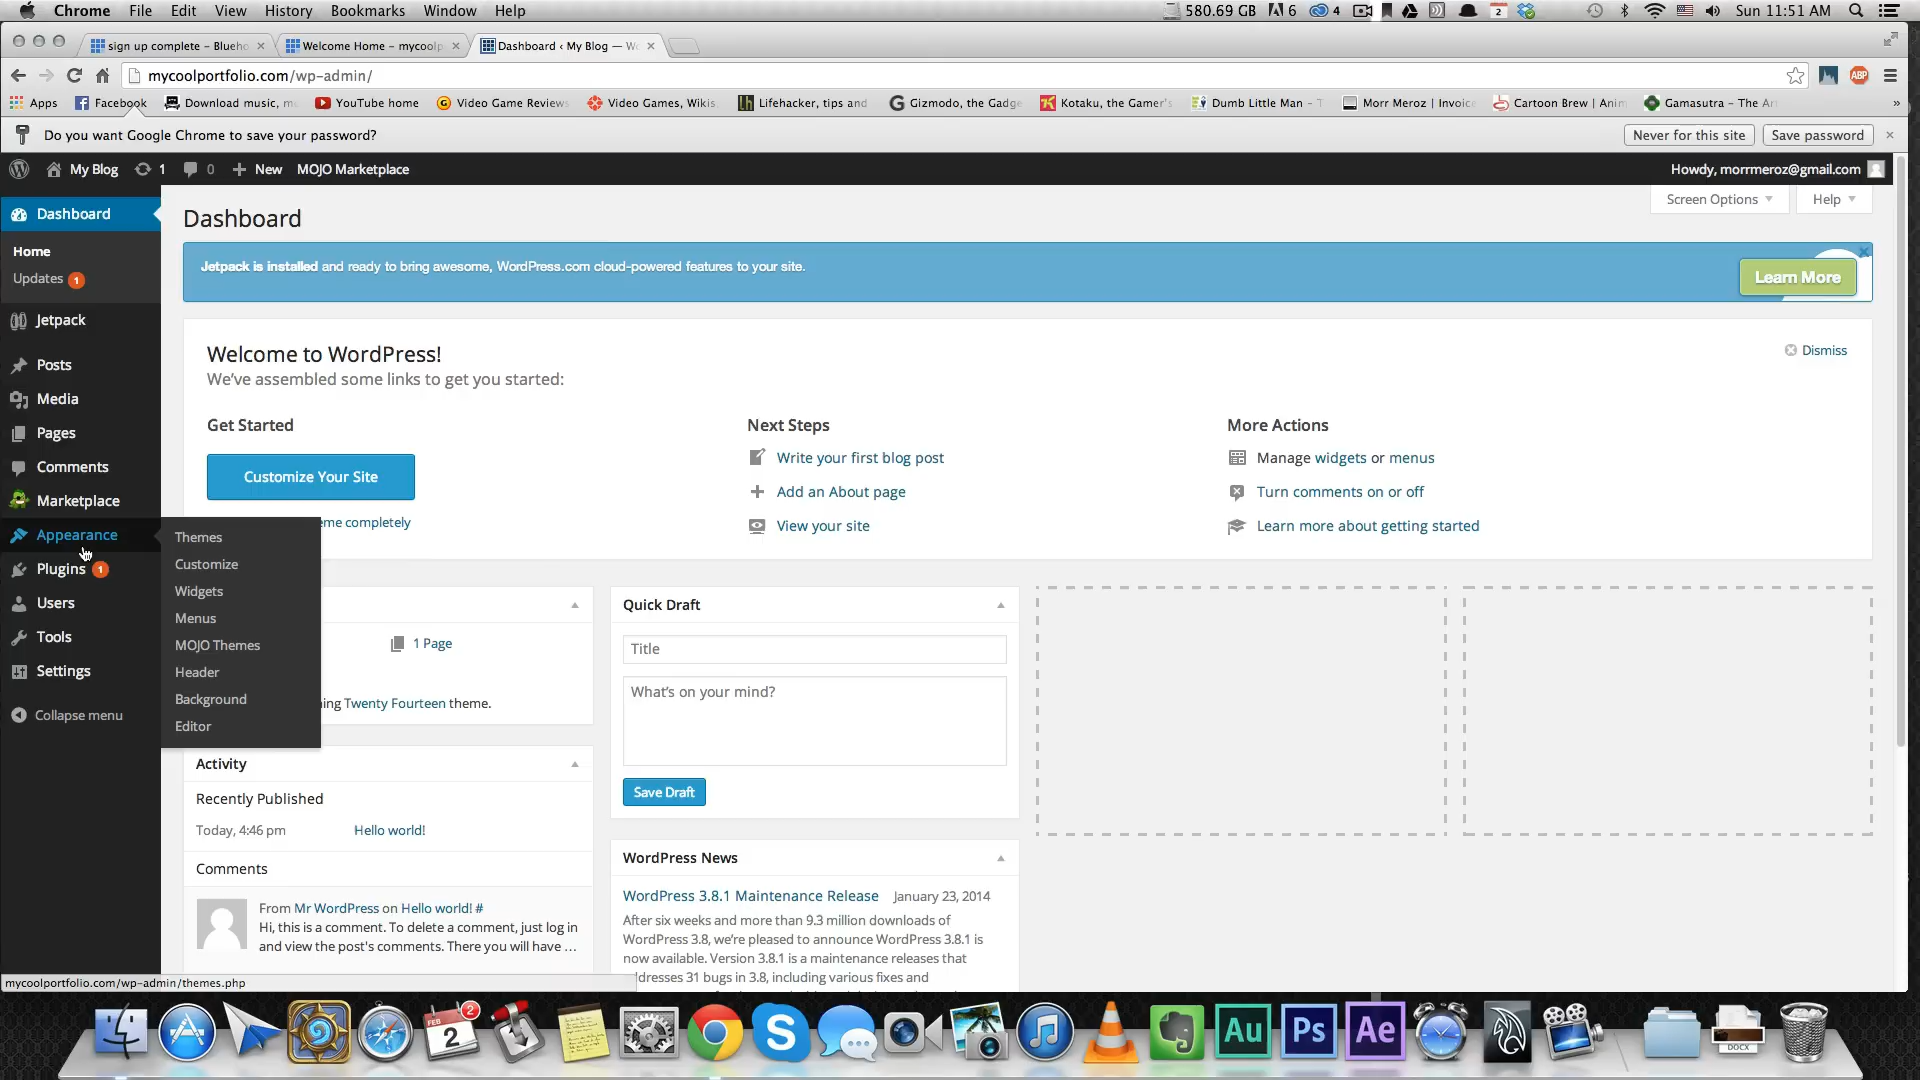 Chrome File Edit View History Bookmarks Window Help 580.69 GB 6 4 2 Sun 11:51 AM
sign up complete – Blueho
Welcome Home – mycoolp
Dashboard ‹ My Blog — Wo
mycoolportfolio.com/wp-admin/
ABP
Apps Facebook Download music, m YouTube home Video Game Reviews Video Games, Wikis Lifehacker, tips and Gizmodo, the Gadge Kotaku, the Gamer's Dumb Little Man – T Morr Meroz | Invoic Cartoon Brew | Anim Gamasutra – The Ar »
Do you want Google Chrome to save your password? Never for this site Save password
My Blog 1 0 New MOJO Marketplace Howdy, morrmeroz@gmail.com
Dashboard
Home
Updates 1
Jetpack
Posts
Media
Pages
Comments
Marketplace
Appearance
Plugins 1
Users
Tools
Settings
Collapse menu
Themes
Customize
Widgets
Menus
MOJO Themes
Header
Background
Editor
Screen Options Help
Dashboard
Jetpack is installed and ready to bring awesome, WordPress.com cloud-powered features to your site.
Learn More
Welcome to WordPress!
Dismiss
We've assembled some links to get you started:
Get Started
Customize Your Site
eme completely
Next Steps
Write your first blog post
Add an About page
View your site
More Actions
Manage widgets or menus
Turn comments on or off
Learn more about getting started
1 Page
ing Twenty Fourteen theme.
Activity
Recently Published
Today, 4:46 pm Hello world!
Comments
From Mr WordPress on Hello world! #
Hi, this is a comment. To delete a comment, just log in
and view the post's comments. There you will have ...
Quick Draft
Title
What's on your mind?
Save Draft
WordPress News
WordPress 3.8.1 Maintenance Release January 23, 2014
After six weeks and more than 9.3 million downloads of
WordPress 3.8, we're pleased to announce WordPress 3.8.1 is
now available. Version 3.8.1 is a maintenance releases that
ddresses 31 bugs in 3.8, including various fixes and
mycoolportfolio.com/wp-admin/themes.php
FEB 2 2
Au Ps Ae
DOCX